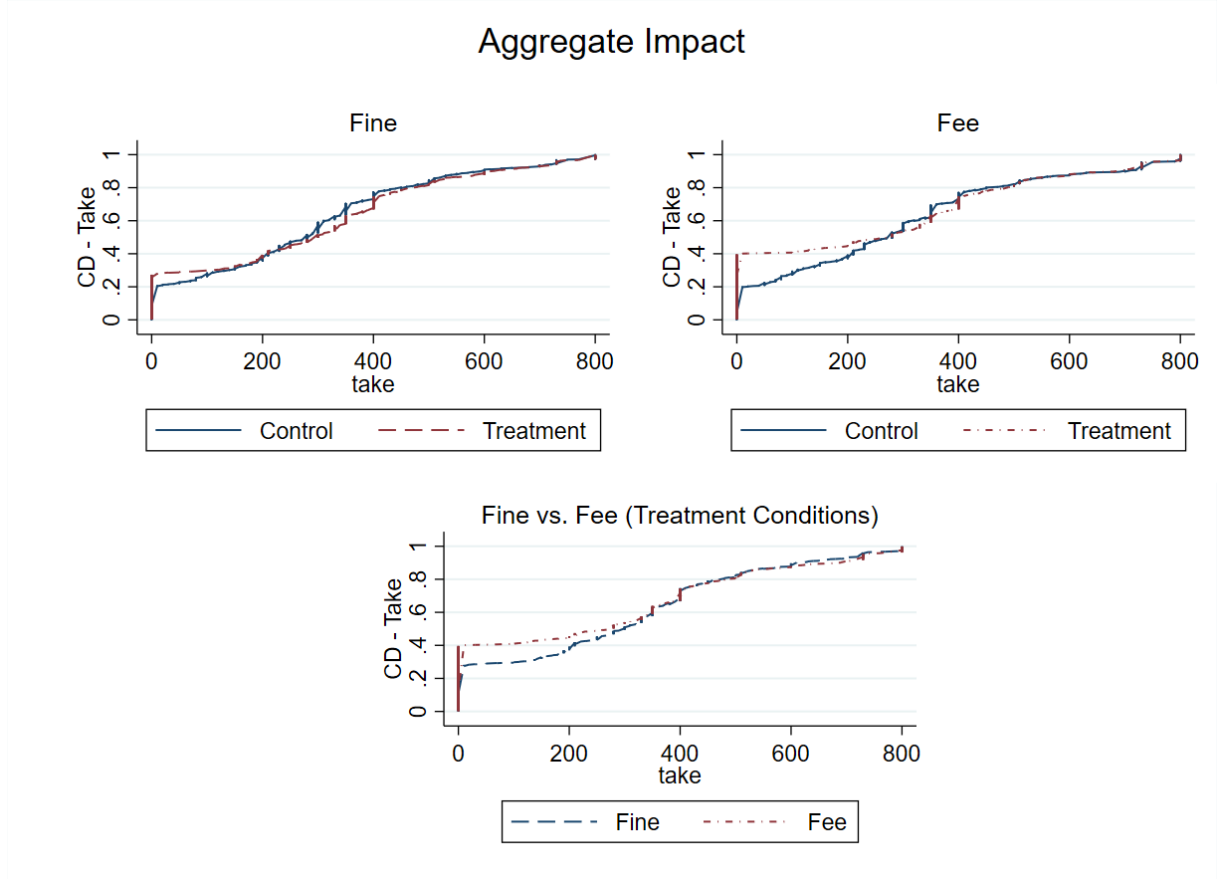 Aggregate Impact
Fine
CD - Take
0 .2 .4 .6 .8 1
0 200 400 600 800
take
Control Treatment
Fee
CD - Take
0 .2 .4 .6 .8 1
0 200 400 600 800
take
Control Treatment
Fine vs. Fee (Treatment Conditions)
CD - Take
0 .2 .4 .6 .8 1
0 200 400 600 800
take
Fine Fee